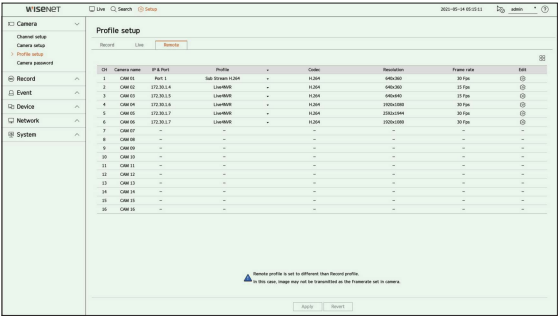 WISENET
Live Search Setup
2021-05-14 05:15:11 admin
Camera
Channel setup
Camera setup
Profile setup
Camera password
Record
Event
Device
Network
System
Profile setup
Record Live Remote
CH Camera name IP & Port Profile Codec Resolution Frame rate Edit
1 CAM 01 Port 1 Sub Stream H.264 H.264 640x360 30 Fps
2 CAM 02 172.30.1.4 Live4NVR H.264 640x360 15 Fps
3 CAM 03 172.30.1.5 Live4NVR H.264 640x640 15 Fps
4 CAM 04 172.30.1.6 Live4NVR H.264 1920x1080 30 Fps
5 CAM 05 172.30.1.7 Live4NVR H.264 2592x1944 30 Fps
6 CAM 06 172.30.1.7 Live4NVR H.264 1920x1080 30 Fps
7 CAM 07 – – – – –
8 CAM 08 – – – – –
9 CAM 09 – – – – –
10 CAM 10 – – – – –
11 CAM 11 – – – – –
12 CAM 12 – – – – –
13 CAM 13 – – – – –
14 CAM 14 – – – – –
15 CAM 15 – – – – –
16 CAM 16 – – – – –
Remote profile is set to different than Record profile.
In this case, image may not be transmitted as the framerate set in camera.
Apply Revert